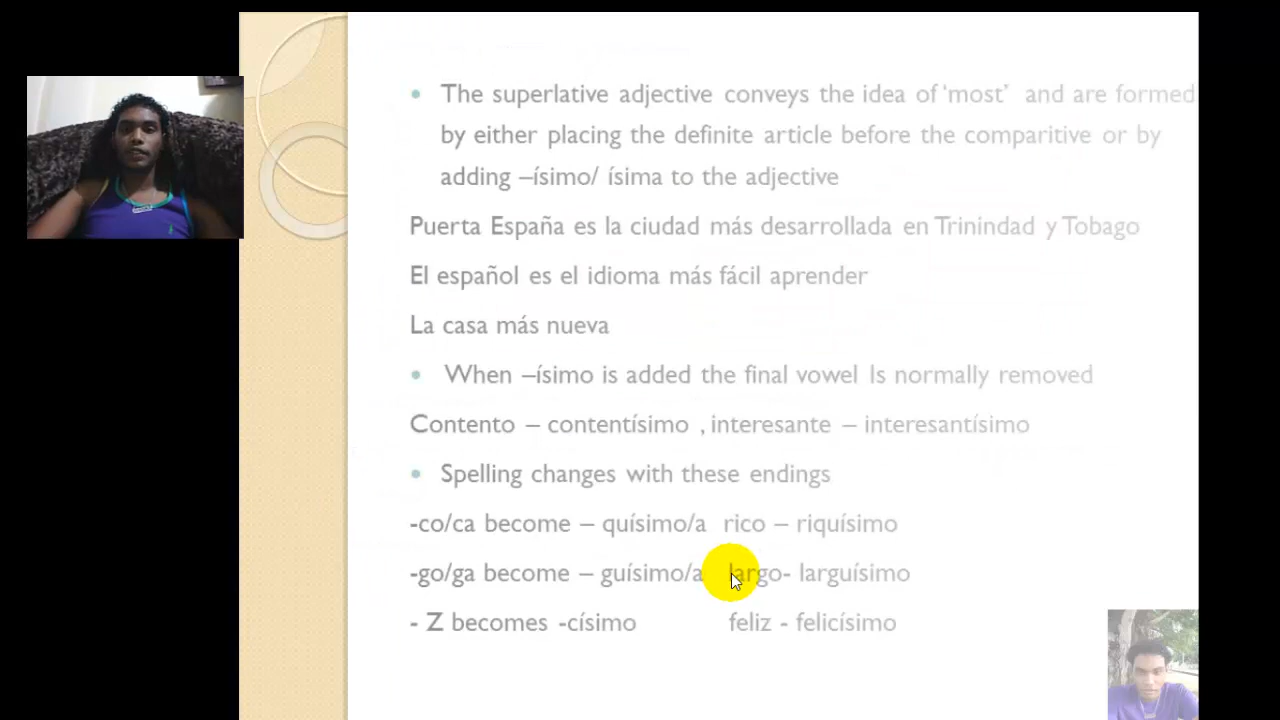 The superlative adjective conveys the idea of 'most' and are formed
by either placing the definite article before the comparitive or by
adding –ísimo/ ísima to the adjective
Puerta España es la ciudad más desarrollada en Trinindad y Tobago
El español es el idioma más fácil aprender
La casa más nueva
When –ísimo is added the final vowel Is normally removed
Contento – contentísimo , interesante – interesantísimo
Spelling changes with these endings
-co/ca become – quísimo/a rico – riquísimo
-go/ga become – guísimo/a largo- larguísimo
- Z becomes -císimo feliz - felicísimo